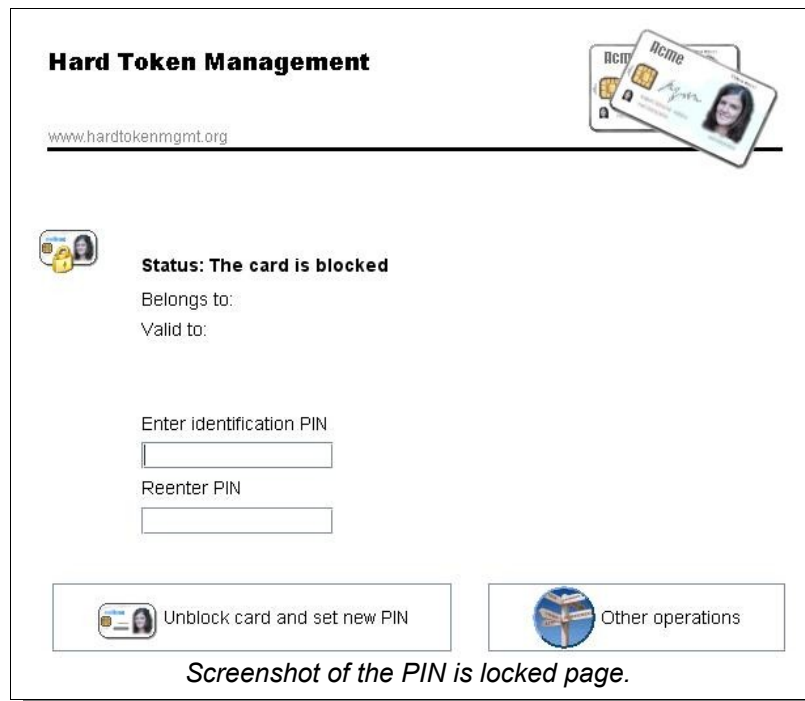 Hard Token Management
Acme
www.hardtokenmgmt.org
Status: The card is blocked
Belongs to:
Valid to:
Enter identification PIN
Reenter PIN
Unblock card and set new PIN
Other operations
Screenshot of the PIN is locked page.